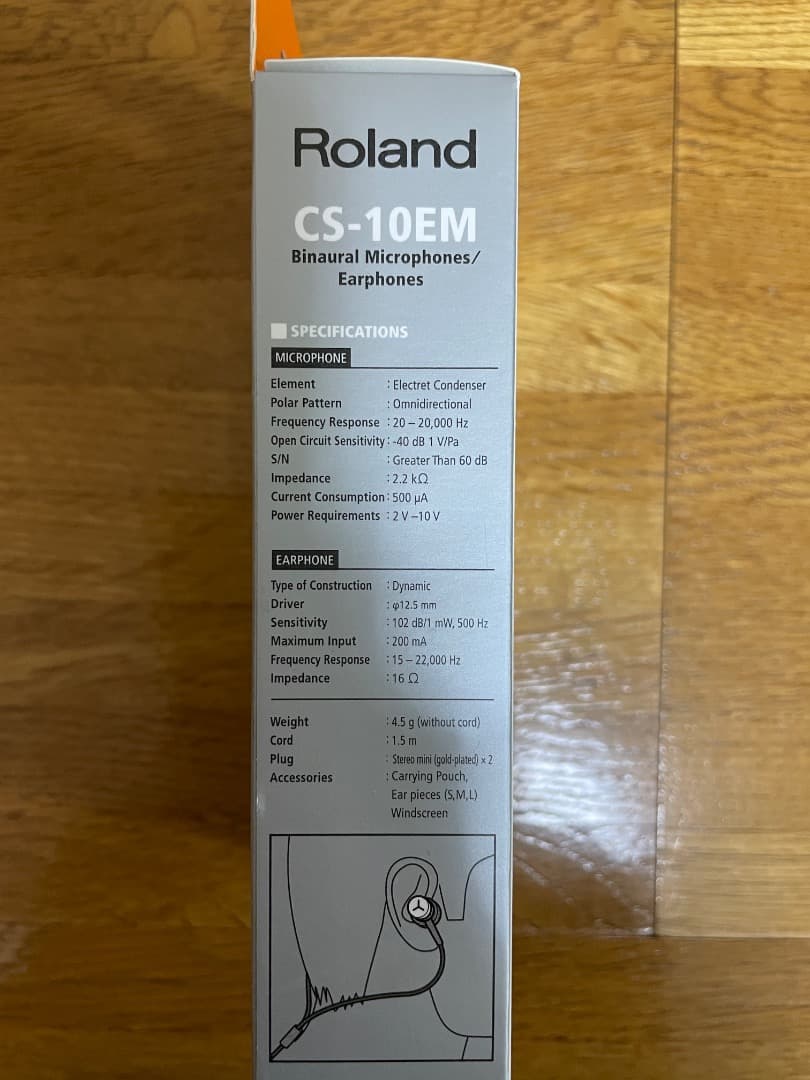 Roland
CS-10EM
Binaural Microphones/
Earphones
SPECIFICATIONS
MICROPHONE
Element : Electret Condenser
Polar Pattern : Omnidirectional
Frequency Response : 20 – 20,000 Hz
Open Circuit Sensitivity : -40 dB 1 V/Pa
S/N : Greater Than 60 dB
Impedance : 2.2 kΩ
Current Consumption : 500 μA
Power Requirements : 2 V –10 V
EARPHONE
Type of Construction : Dynamic
Driver : φ12.5 mm
Sensitivity : 102 dB/1 mW, 500 Hz
Maximum Input : 200 mA
Frequency Response : 15 – 22,000 Hz
Impedance : 16 Ω
Weight : 4.5 g (without cord)
Cord : 1.5 m
Plug : Stereo mini (gold-plated) x 2
Accessories : Carrying Pouch,
Ear pieces (S,M,L)
Windscreen